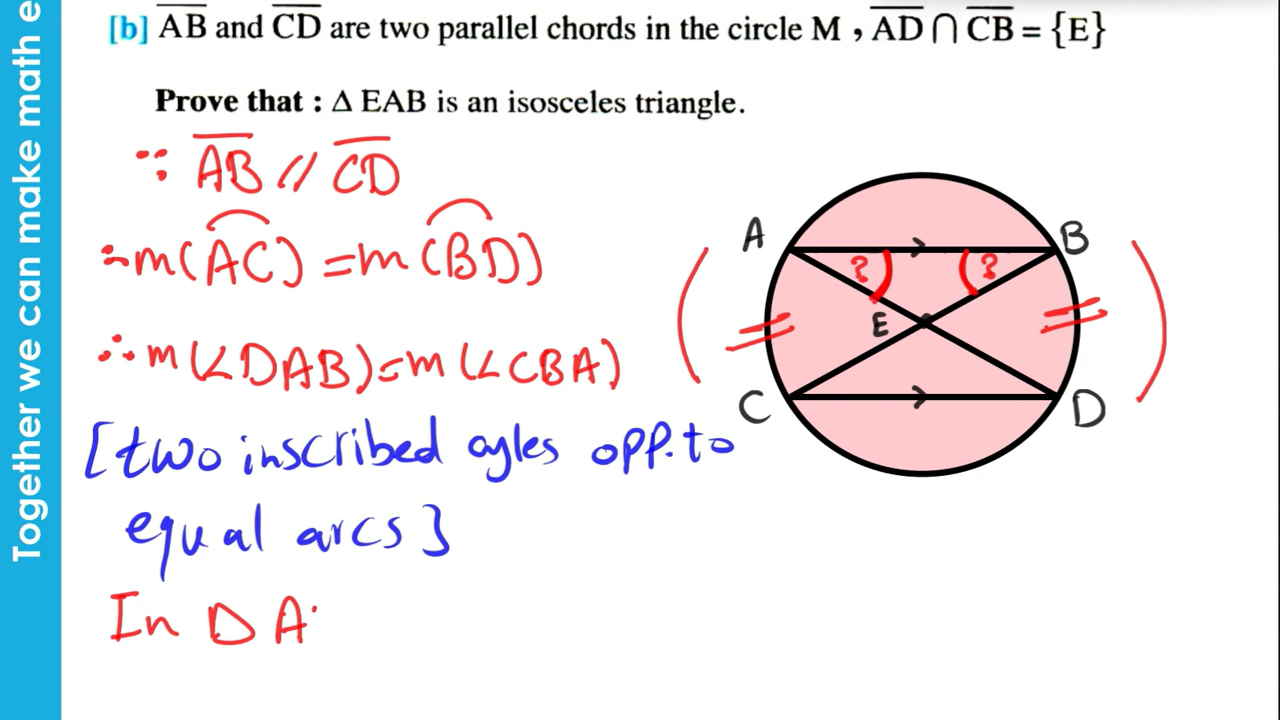 Together we can make math e
[b] AB and CD are two parallel chords in the circle M , AD ∩ CB = {E}
Prove that : Δ EAB is an isosceles triangle.
∵ AB // CD
∴ m(AC) = m(BD)
∴ m(∠DAB) = m(∠CBA)
[two inscribed agles opp. to
equal arcs]
In Δ A
A
B
?
?
E
C
D